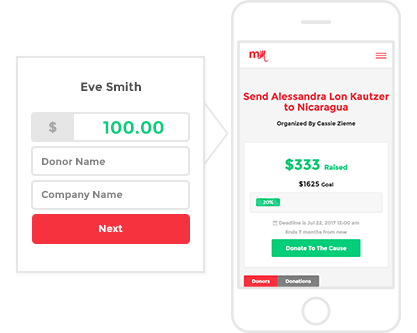 Eve Smith
$ 100.00
Donor Name
Company Name
Next
m
Send Alessandra Lon Kautzer
to Nicaragua
Organized By Cassie Zieme
$333 Raised
$1625 Goal
20%
Deadline is Jul 22, 2017 12:00 am
Ends 7 months from now
Donate To The Cause
Donors Donations